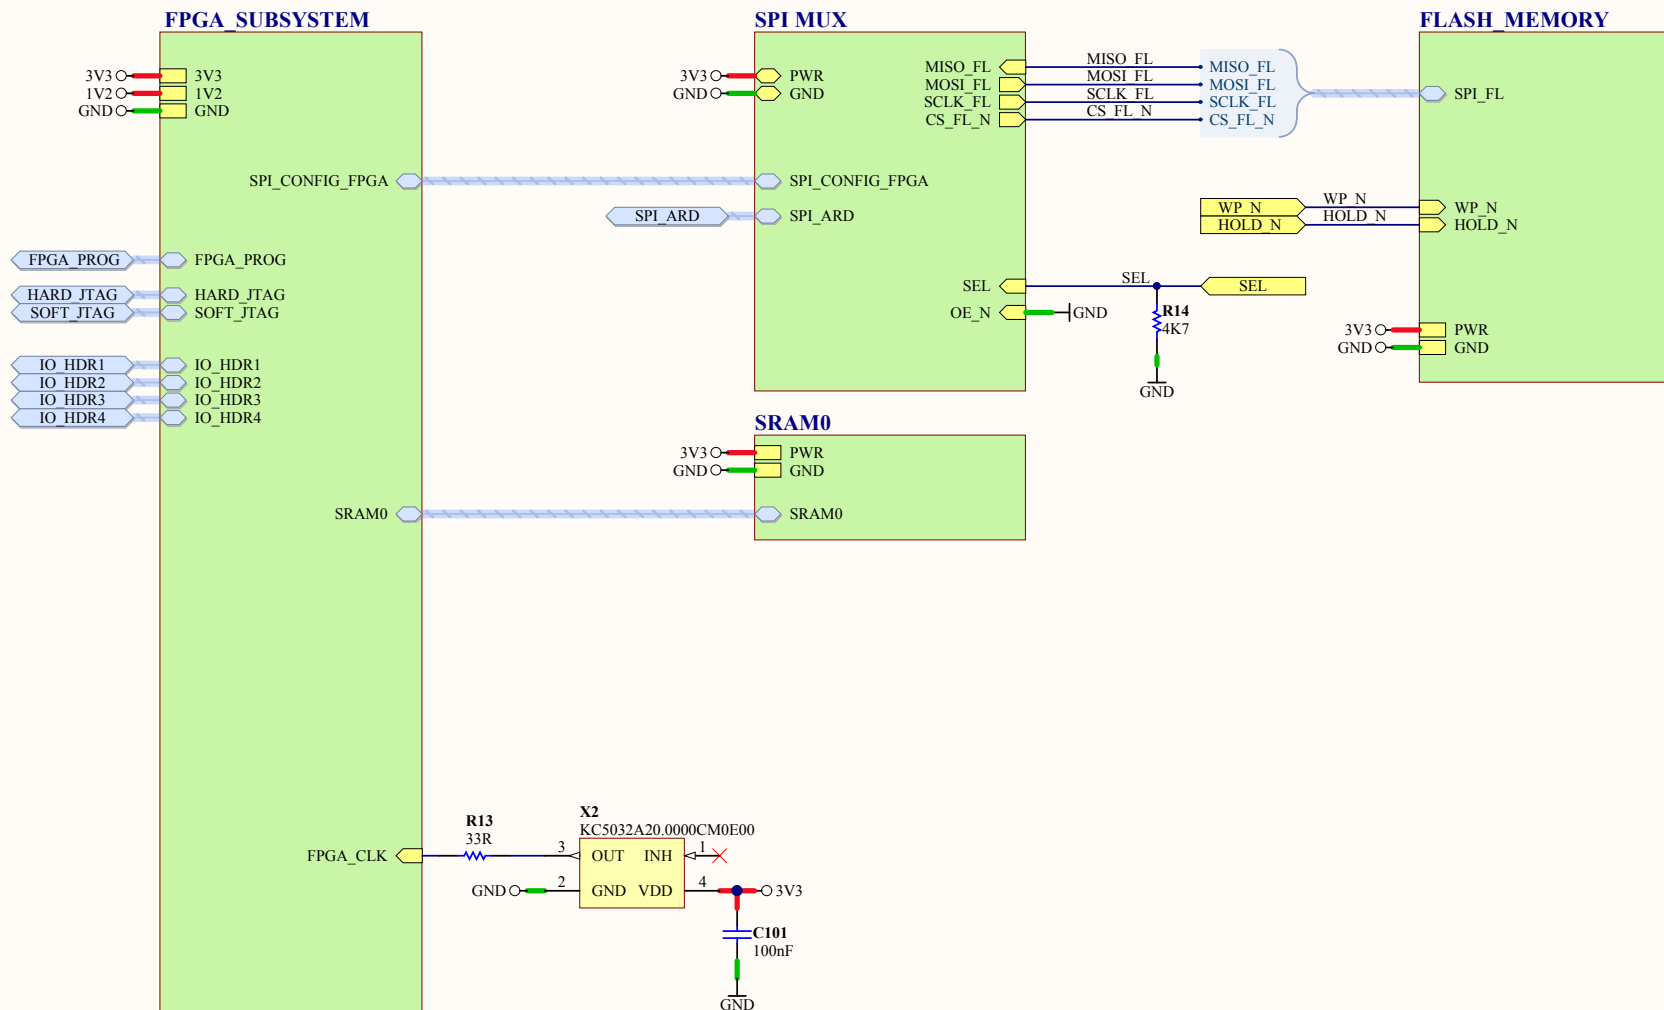 FPGA_SUBSYSTEM
3V3 3V3
1V2 1V2
GND GND
SPI_CONFIG_FPGA
FPGA_PROG FPGA_PROG
HARD_JTAG HARD_JTAG
SOFT_JTAG SOFT_JTAG
IO_HDR1 IO_HDR1
IO_HDR2 IO_HDR2
IO_HDR3 IO_HDR3
IO_HDR4 IO_HDR4
SRAM0
FPGA_CLK
SPI MUX
3V3 PWR
GND GND
MISO_FL MISO_FL MISO_FL
MOSI_FL MOSI_FL MOSI_FL
SCLK_FL SCLK_FL SCLK_FL
CS_FL_N CS_FL_N CS_FL_N
SPI_CONFIG_FPGA
SPI_ARD SPI_ARD
SEL SEL SEL
OE_N GND
R14
4K7
GND
FLASH_MEMORY
SPI_FL
WP_N WP_N WP_N
HOLD_N HOLD_N HOLD_N
3V3 PWR
GND GND
SRAM0
3V3 PWR
GND GND
SRAM0
R13
33R
X2
KC5032A20.0000CM0E00
3 OUT INH 1
GND 2 GND VDD 4 3V3
C101
100nF
GND